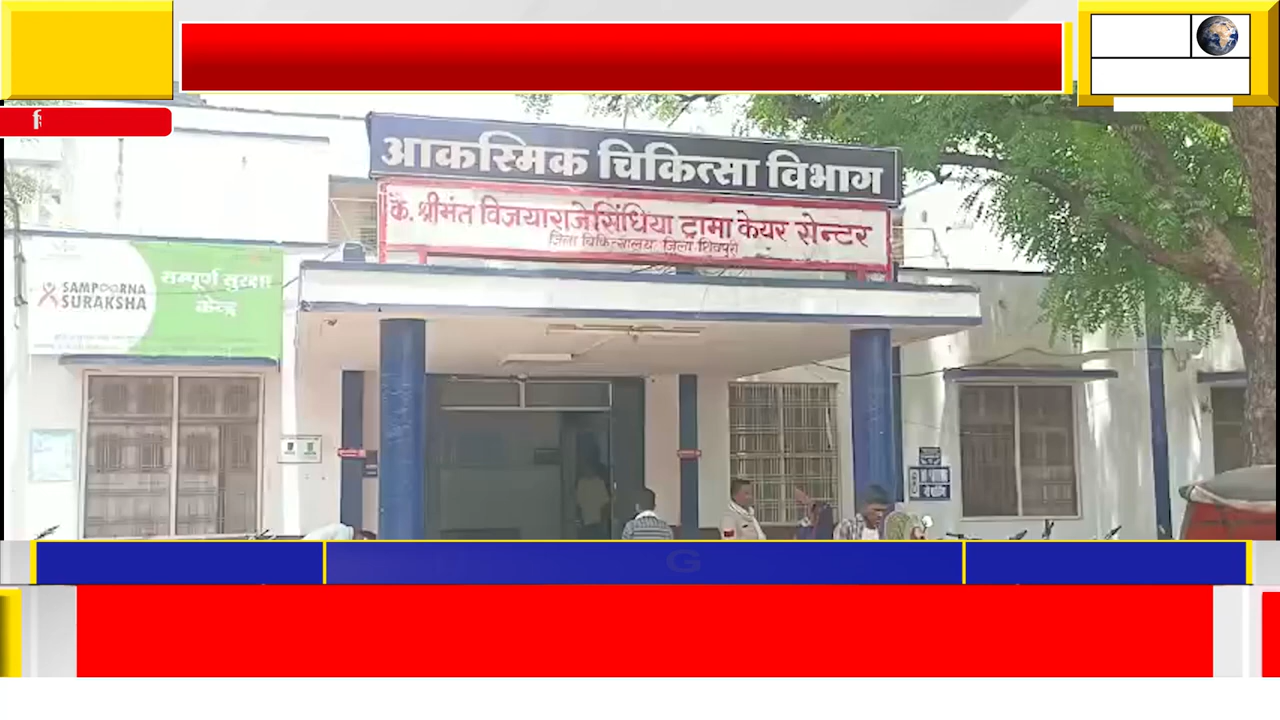 आकस्मिक चिकित्सा विभाग
कै. श्रीमंत विजयाराजे सिंधिया ट्रामा केयर सेन्टर
जिला चिकित्सालय जिला शिवपुरी
SAMPOORNA
SURAKSHA
सम्पूर्ण सुरक्षा
केन्द्र
G